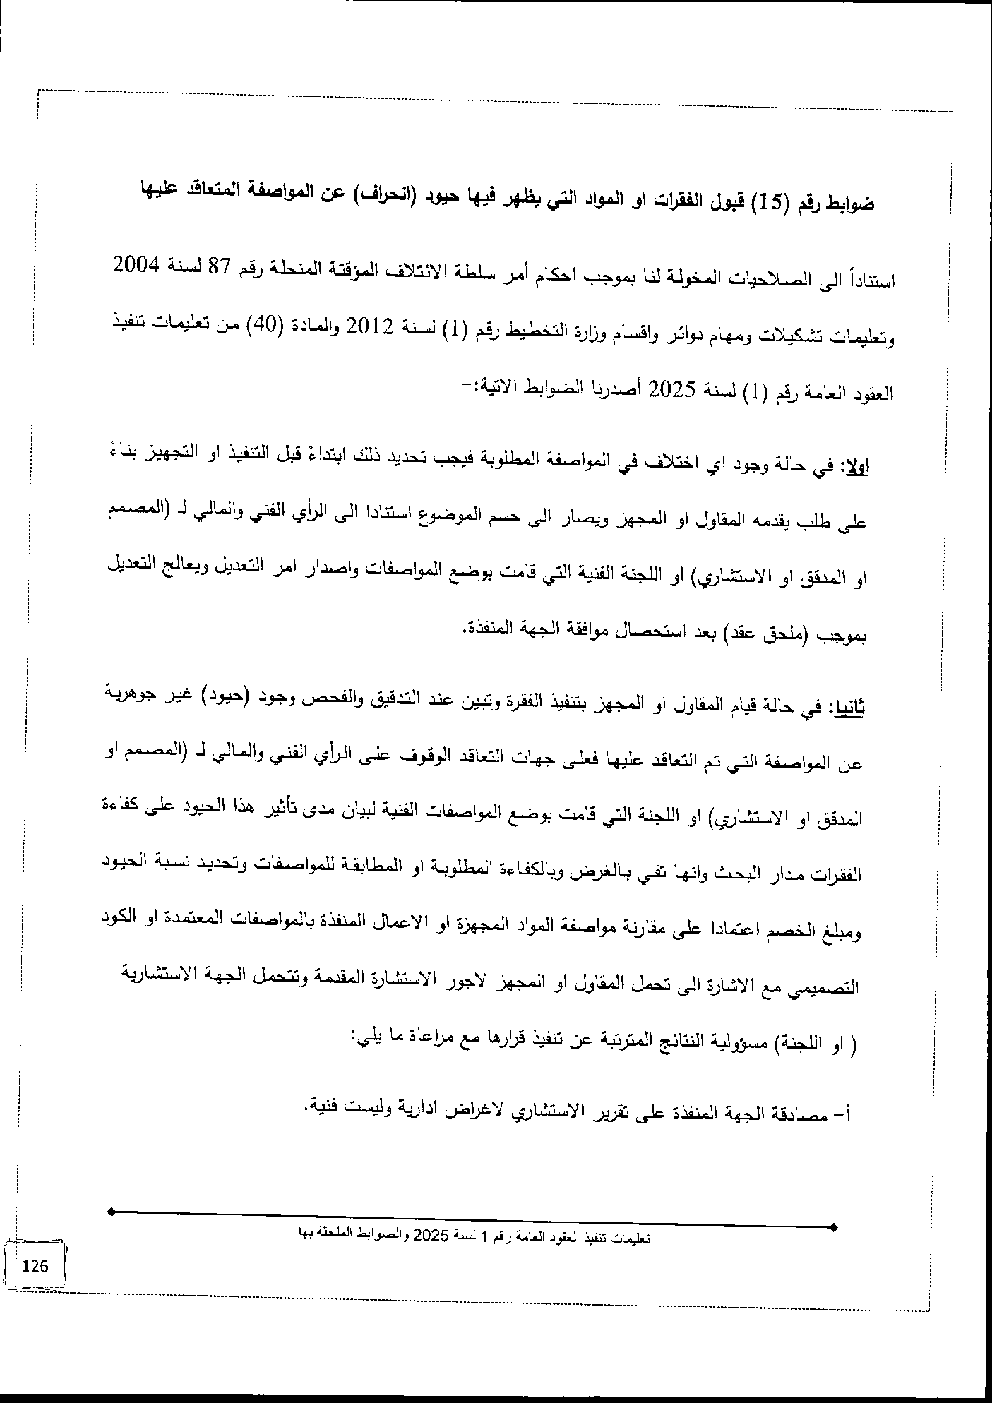 ضوابط رقم (15) قبول الفقرات او المواد التي يظهر فيها حيود (انحراف) عن المواصفة المتعاقد عليها
استناداً الى الصلاحيات المخولة لنا بموجب احكام أمر سلطة الائتلاف المؤقتة المنحلة رقم 87 لسنة 2004
وتعليمات تشكيلات ومهام دوائر واقسام وزارة التخطيط رقم (1) لسنة 2012 والمادة (40) من تعليمات تنفيذ
العقود العامة رقم (1) لسنة 2025 أصدرنا الضوابط الاتية:-
اولا: في حالة وجود اي اختلاف في المواصفة المطلوبة فيجب تحديد ذلك ابتداءً قبل التنفيذ او التجهيز بناءً
على طلب يقدمه المقاول او المجهز ويصار الى حسم الموضوع استنادا الى الرأي الفني والمالي لـ (المصمم
او المدقق او الاستشاري) او اللجنة الفنية التي قامت بوضع المواصفات واصدار امر التعديل ويعالج التعديل
بموجب (ملحق عقد) بعد استحصال موافقة الجهة المنفذة.
ثانيا: في حالة قيام المقاول او المجهز بتنفيذ الفقرة وتبين عند التدقيق والفحص وجود (حيود) غير جوهرية
عن المواصفة التي تم التعاقد عليها فعلى جهات التعاقد الوقوف على الرأي الفني والمالي لـ (المصمم او
المدقق او الاستشاري) او اللجنة التي قامت بوضع المواصفات الفنية لبيان مدى تأثير هذا الحيود على كفاءة
الفقرات مدار البحث وانها تفي بالغرض وبالكفاءة المطلوبة او المطابقة للمواصفات وتحديد نسبة الحيود
ومبلغ الخصم اعتمادا على مقارنة مواصفة المواد المجهزة او الاعمال المنفذة بالمواصفات المعتمدة او الكود
التصميمي مع الاشارة الى تحمل المقاول او المجهز لاجور الاستشارة المقدمة وتتحمل الجهة الاستشارية
( او اللجنة) مسؤولية النتائج المترتبة عن تنفيذ قرارها مع مراعاة ما يلي:
أ- مصادقة الجهة المنفذة على تقرير الاستشاري لاغراض ادارية وليست فنية.
تعليمات تنفيذ العقود العامة رقم 1 لسنة 2025 والضوابط الملحقة بها
126